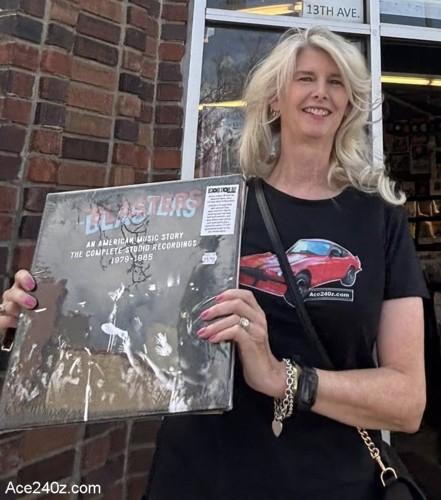 13TH AVE.
BLASTERS
AN AMERICAN MUSIC STORY
THE COMPLETE STUDIO RECORDINGS
1979-1985
Ace240z.com
Ace240z.com